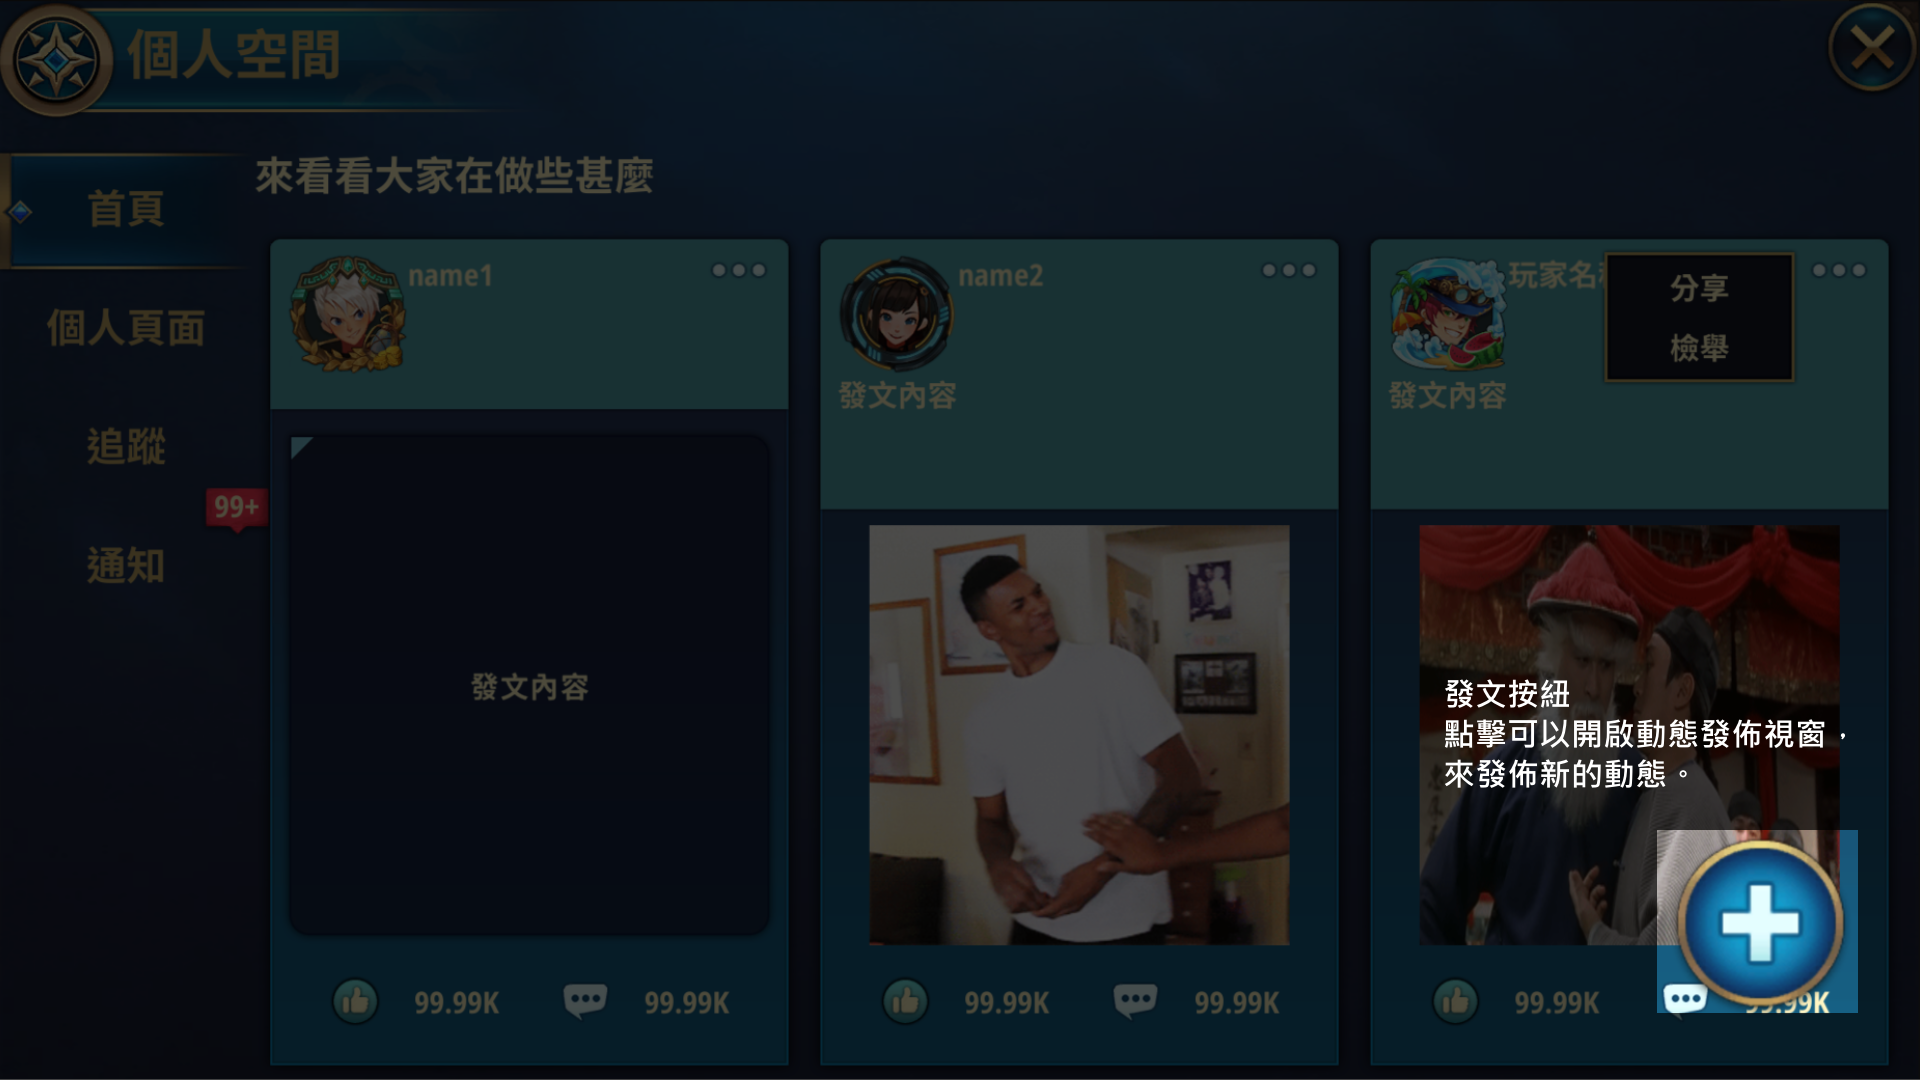 個人空間
來看看大家在做些甚麼
首頁
個人頁面
追蹤
99+
通知
name1
發文內容
99.99K
99.99K
name2
發文內容
99.99K
99.99K
玩家名
分享
檢舉
發文內容
發文按紐
點擊可以開啟動態發佈視窗，
來發佈新的動態。
99.99K
99.99K